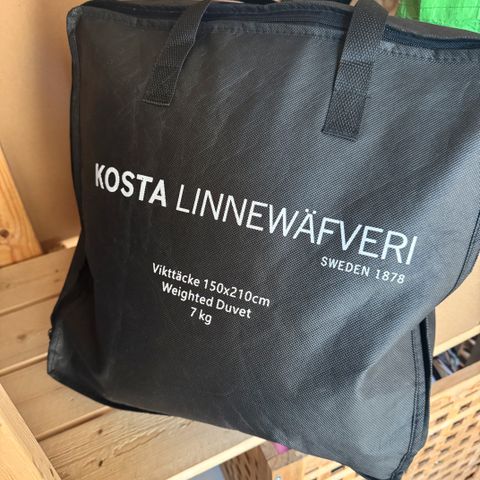 KOSTA LINNEWÄFVERI
SWEDEN 1878
Vikttäcke 150x210cm
Weighted Duvet
7 kg